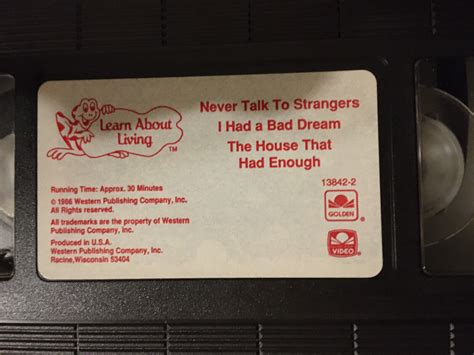 Learn About
Living
TM
Never Talk To Strangers
I Had a Bad Dream
The House That
Had Enough
Running Time: Approx. 30 Minutes
© 1986 Western Publishing Company, Inc.
All Rights reserved.
All trademarks are the property of Western
Publishing Company, Inc.
Produced in U.S.A.
Western Publishing Company, Inc.
Racine,Wisconsin 53404
13842-2
GOLDEN
VIDEO